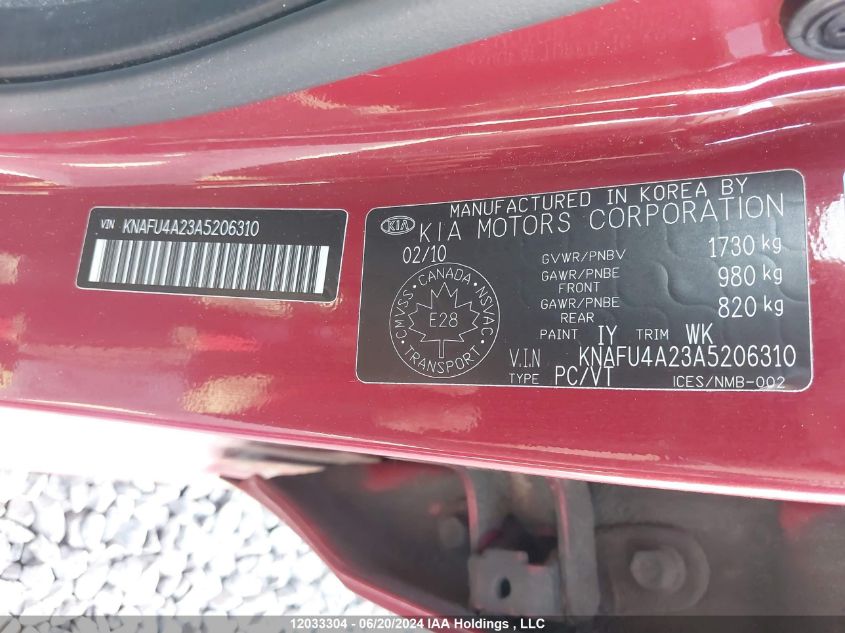 VIN KNAFU4A23A5206310
MANUFACTURED IN KOREA BY
KIA KIA MOTORS CORPORATION
02/10
GVWR/PNBV 1730 kg
GAWR/PNBE FRONT 980 kg
GAWR/PNBE REAR 820 kg
CANADA
CMVSS · NSVAC
E28
TRANSPORT
PAINT IY TRIM WK
V.I.N KNAFU4A23A5206310
TYPE PC/VT ICES/NMB-002
12033304 - 06/20/2024 IAA Holdings , LLC